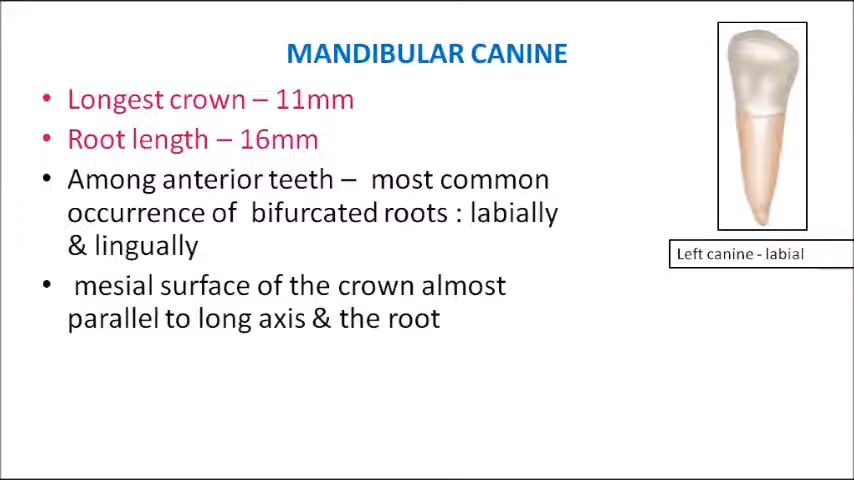 MANDIBULAR CANINE
• Longest crown – 11mm
• Root length – 16mm
• Among anterior teeth – most common
occurrence of bifurcated roots : labially
& lingually
• mesial surface of the crown almost
parallel to long axis & the root
Left canine - labial